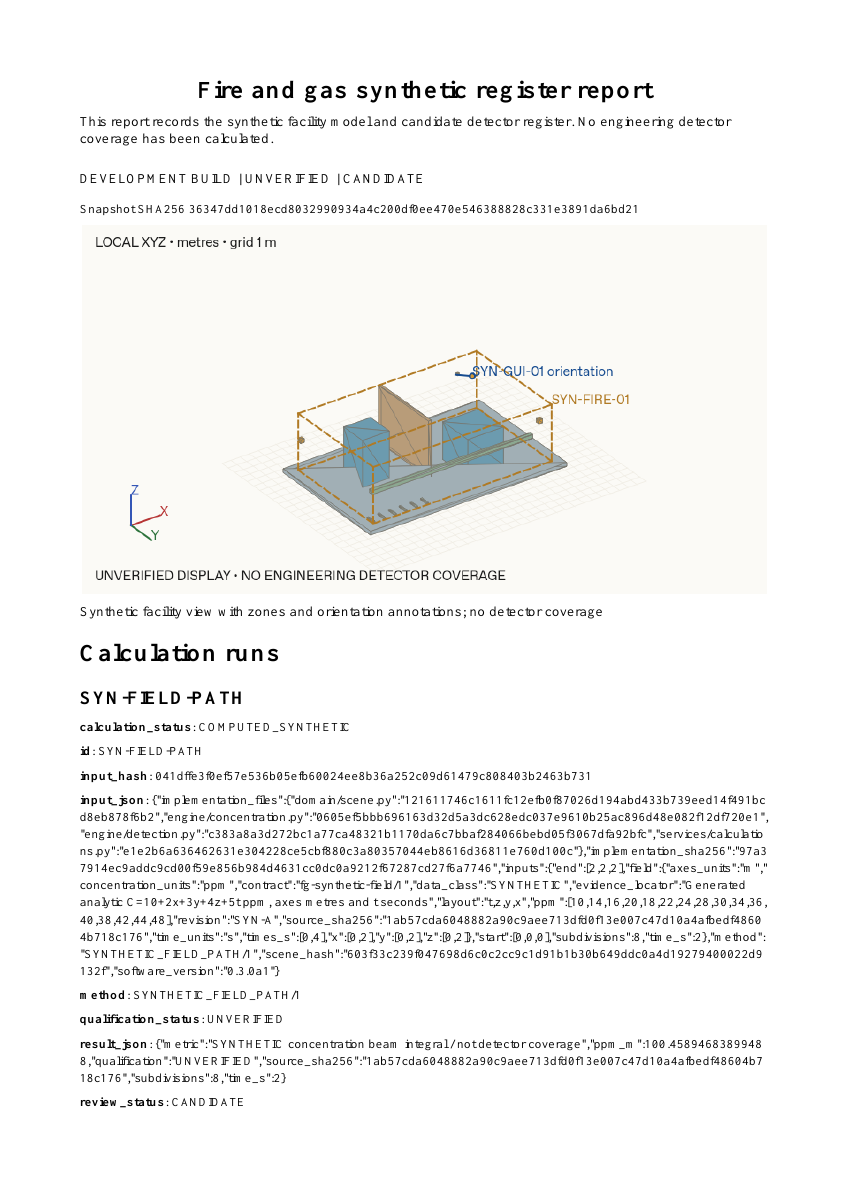 Fire and gas synthetic register report
This report records the synthetic facility model and candidate detector register. No engineering detector
coverage has been calculated.
DEVELOPMENT BUILD | UNVERIFIED | CANDIDATE
Snapshot SHA256 36347dd1018ecd8032990934a4c200df0ee470e546388828c331e3891da6bd21
LOCAL XYZ • metres • grid 1 m
SYN-GUI-01 orientation
SYN-FIRE-01
Z
X
Y
UNVERIFIED DISPLAY • NO ENGINEERING DETECTOR COVERAGE
Synthetic facility view with zones and orientation annotations; no detector coverage
Calculation runs
SYN-FIELD-PATH
calculation_status: COMPUTED_SYNTHETIC
id: SYN-FIELD-PATH
input_hash: 041dffe3f0ef57e536b05efb60024ee8b36a252c09d61479c808403b2463b731
input_json: {"implementation_files":{"domain/scene.py":"121611746c1611fc12efb0f87026d194abd433b739eed14f491bc
d8eb878f6b2","engine/concentration.py":"0605ef5bbb696163d32d5a3dc628edc037e9610b25ac896d48e082f12df720e1",
"engine/detection.py":"c383a8a3d272bc1a77ca48321b1170da6c7bbaf284066bebd05f3067dfa92bfc","services/calculatio
ns.py":"e1e2b6a636462631e304228ce5cbf880c3a80357044eb8616d36811e760d100c"},"implementation_sha256":"97a3
7914ec9addc9cd00f59e856b984d4631cc0dc0a9212f67287cd27f6a7746","inputs":{"end":[2,2,2],"field":{"axes_units":"m","
concentration_units":"ppm","contract":"fg-synthetic-field/1","data_class":"SYNTHETIC","evidence_locator":"Generated
analytic C=10+2x+3y+4z+5t ppm, axes metres and t seconds","layout":"t,z,y,x","ppm":[10,14,16,20,18,22,24,28,30,34,36,
40,38,42,44,48],"revision":"SYN-A","source_sha256":"1ab57cda6048882a90c9aee713dfd0f13e007c47d10a4afbedf4860
4b718c176","time_units":"s","times_s":[0,4],"x":[0,2],"y":[0,2],"z":[0,2]},"start":[0,0,0],"subdivisions":8,"time_s":2},"method":
"SYNTHETIC_FIELD_PATH/1","scene_hash":"603f33c239f047698d6c0c2cc9c1d91b1b30b649ddc0a4d19279400022d9
132f","software_version":"0.3.0a1"}
method: SYNTHETIC_FIELD_PATH/1
qualification_status: UNVERIFIED
result_json: {"metric":"SYNTHETIC concentration beam integral / not detector coverage","ppm_m":100.4589468389948
8,"qualification":"UNVERIFIED","source_sha256":"1ab57cda6048882a90c9aee713dfd0f13e007c47d10a4afbedf48604b7
18c176","subdivisions":8,"time_s":2}
review_status: CANDIDATE